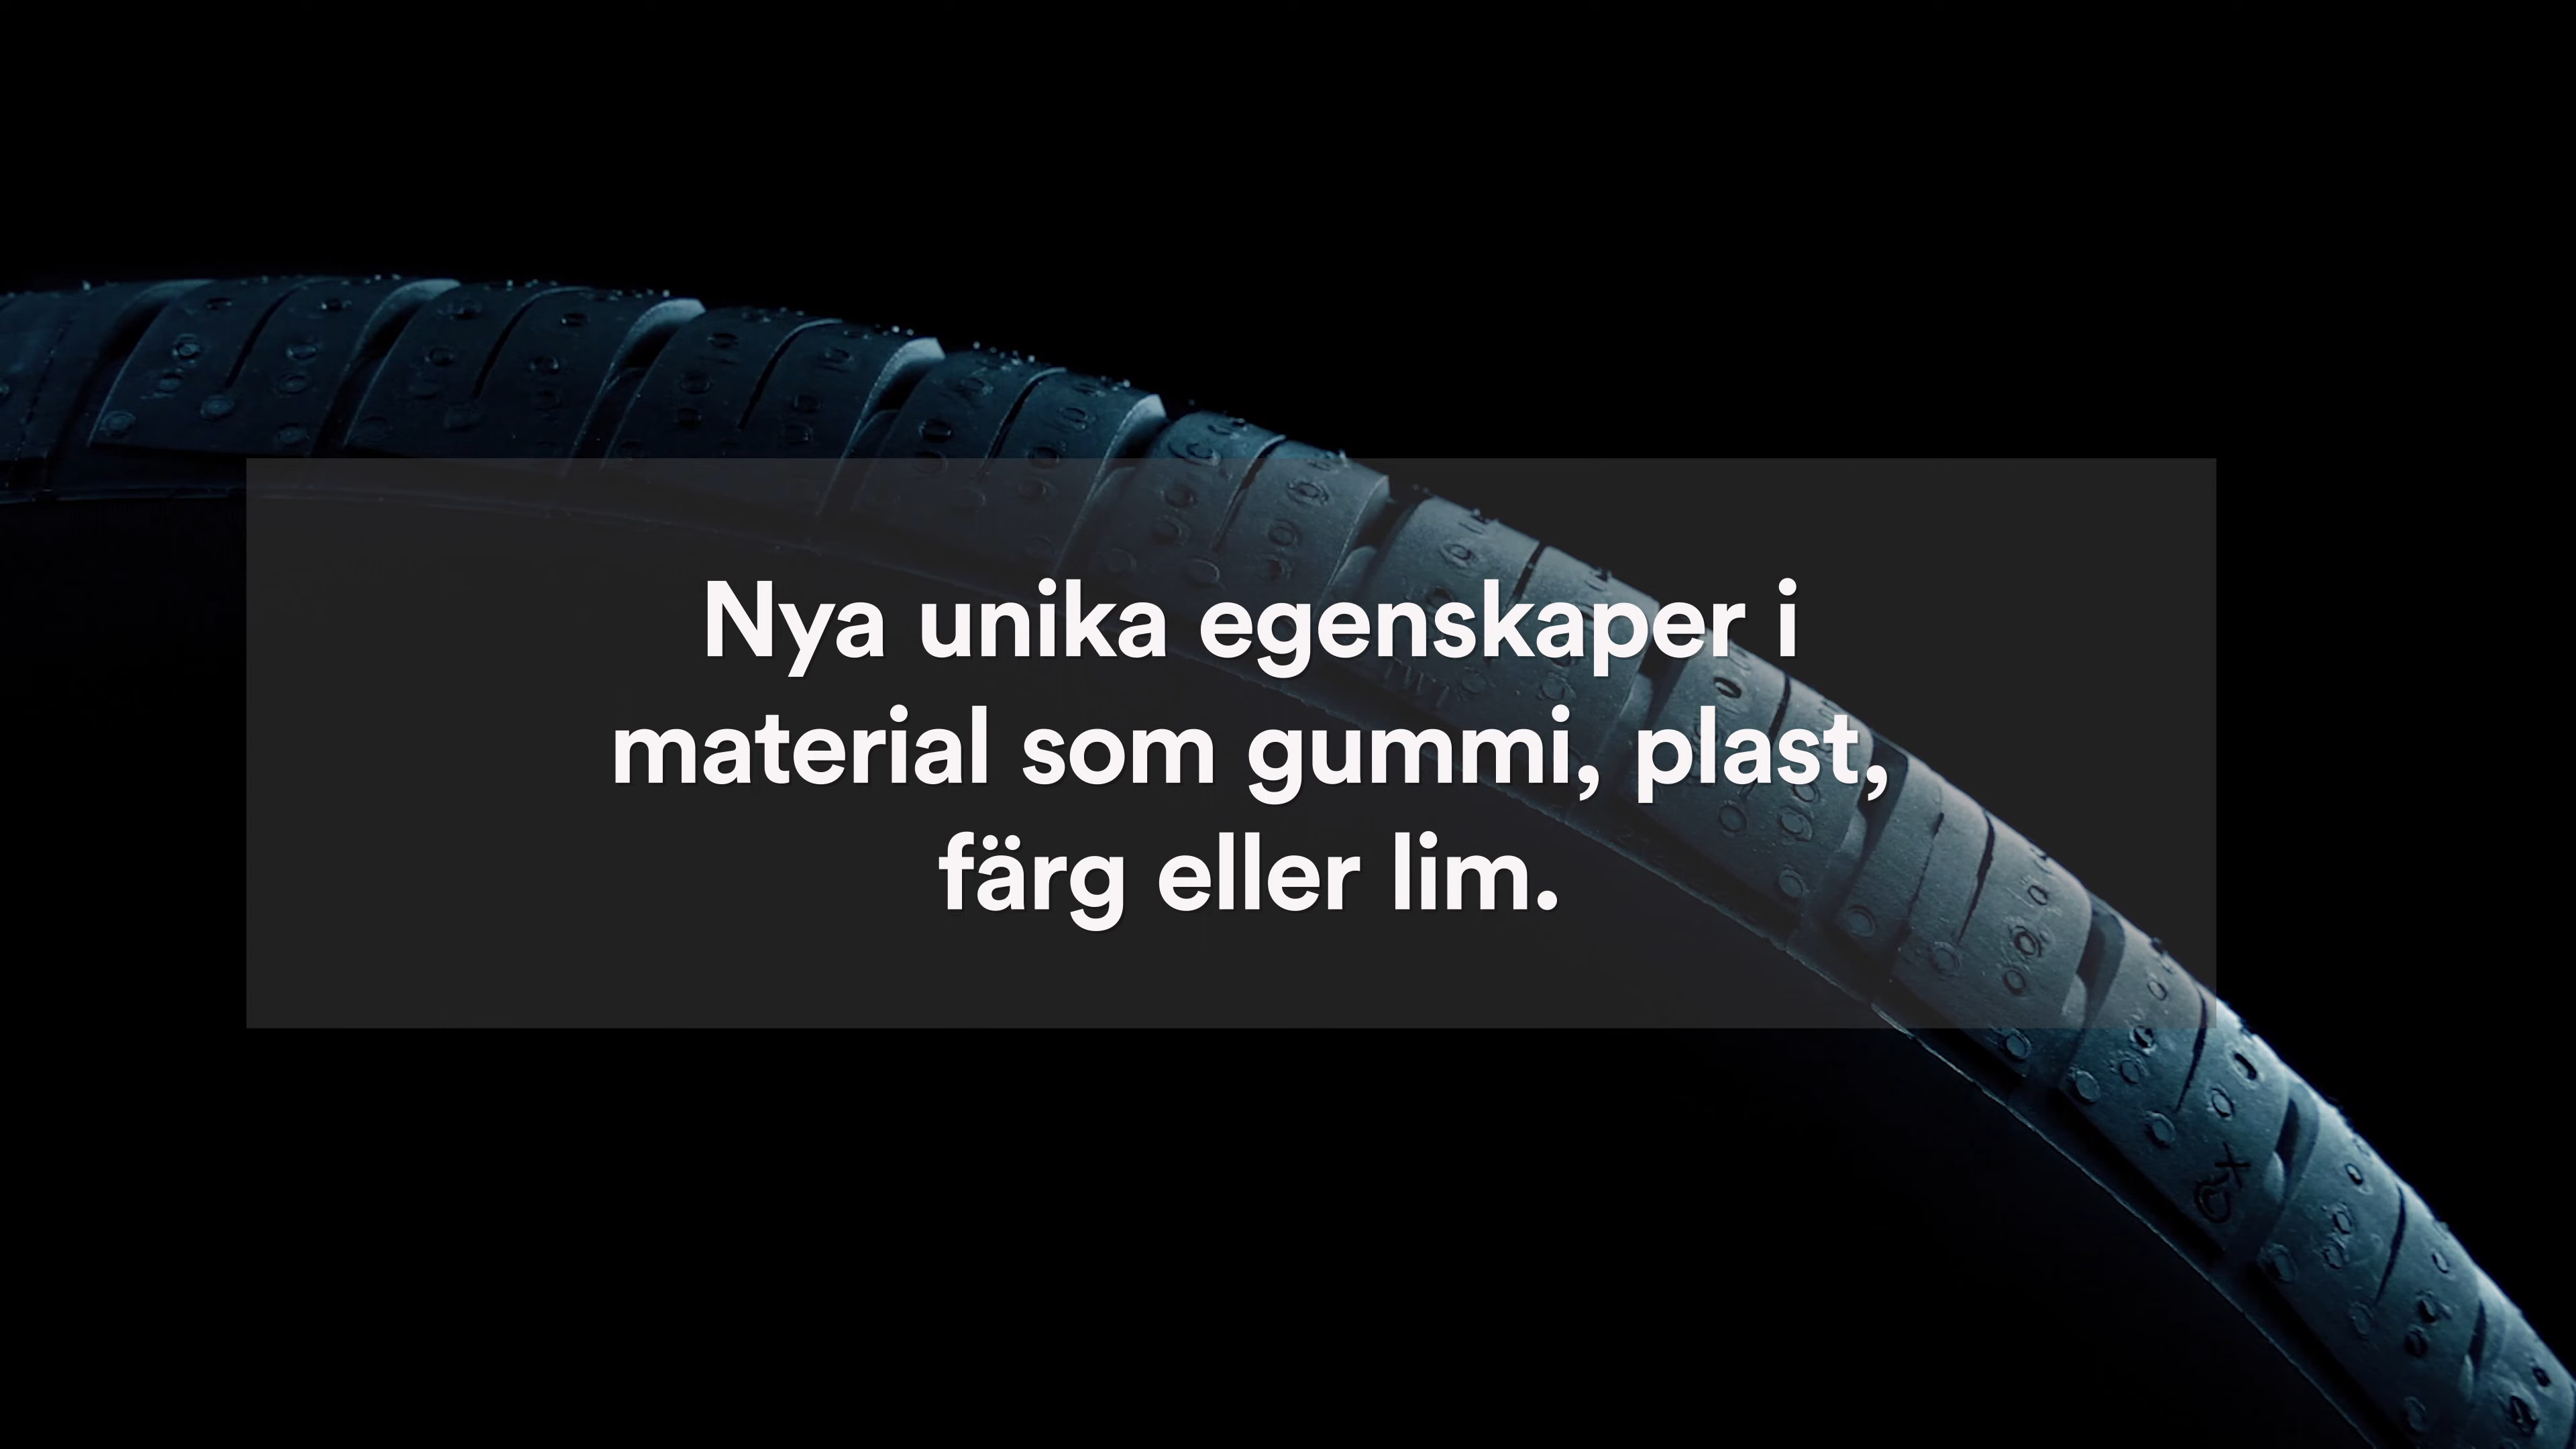 Nya unika egenskaper i
material som gummi, plast,
färg eller lim.